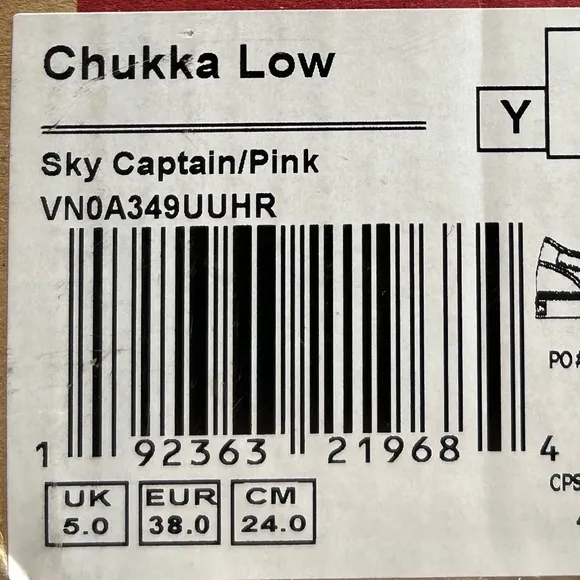 Chukka Low
Y
Sky Captain/Pink
VN0A349UUHR
PO#
1 92363 21968 4
CPS
UK EUR CM
5.0 38.0 24.0